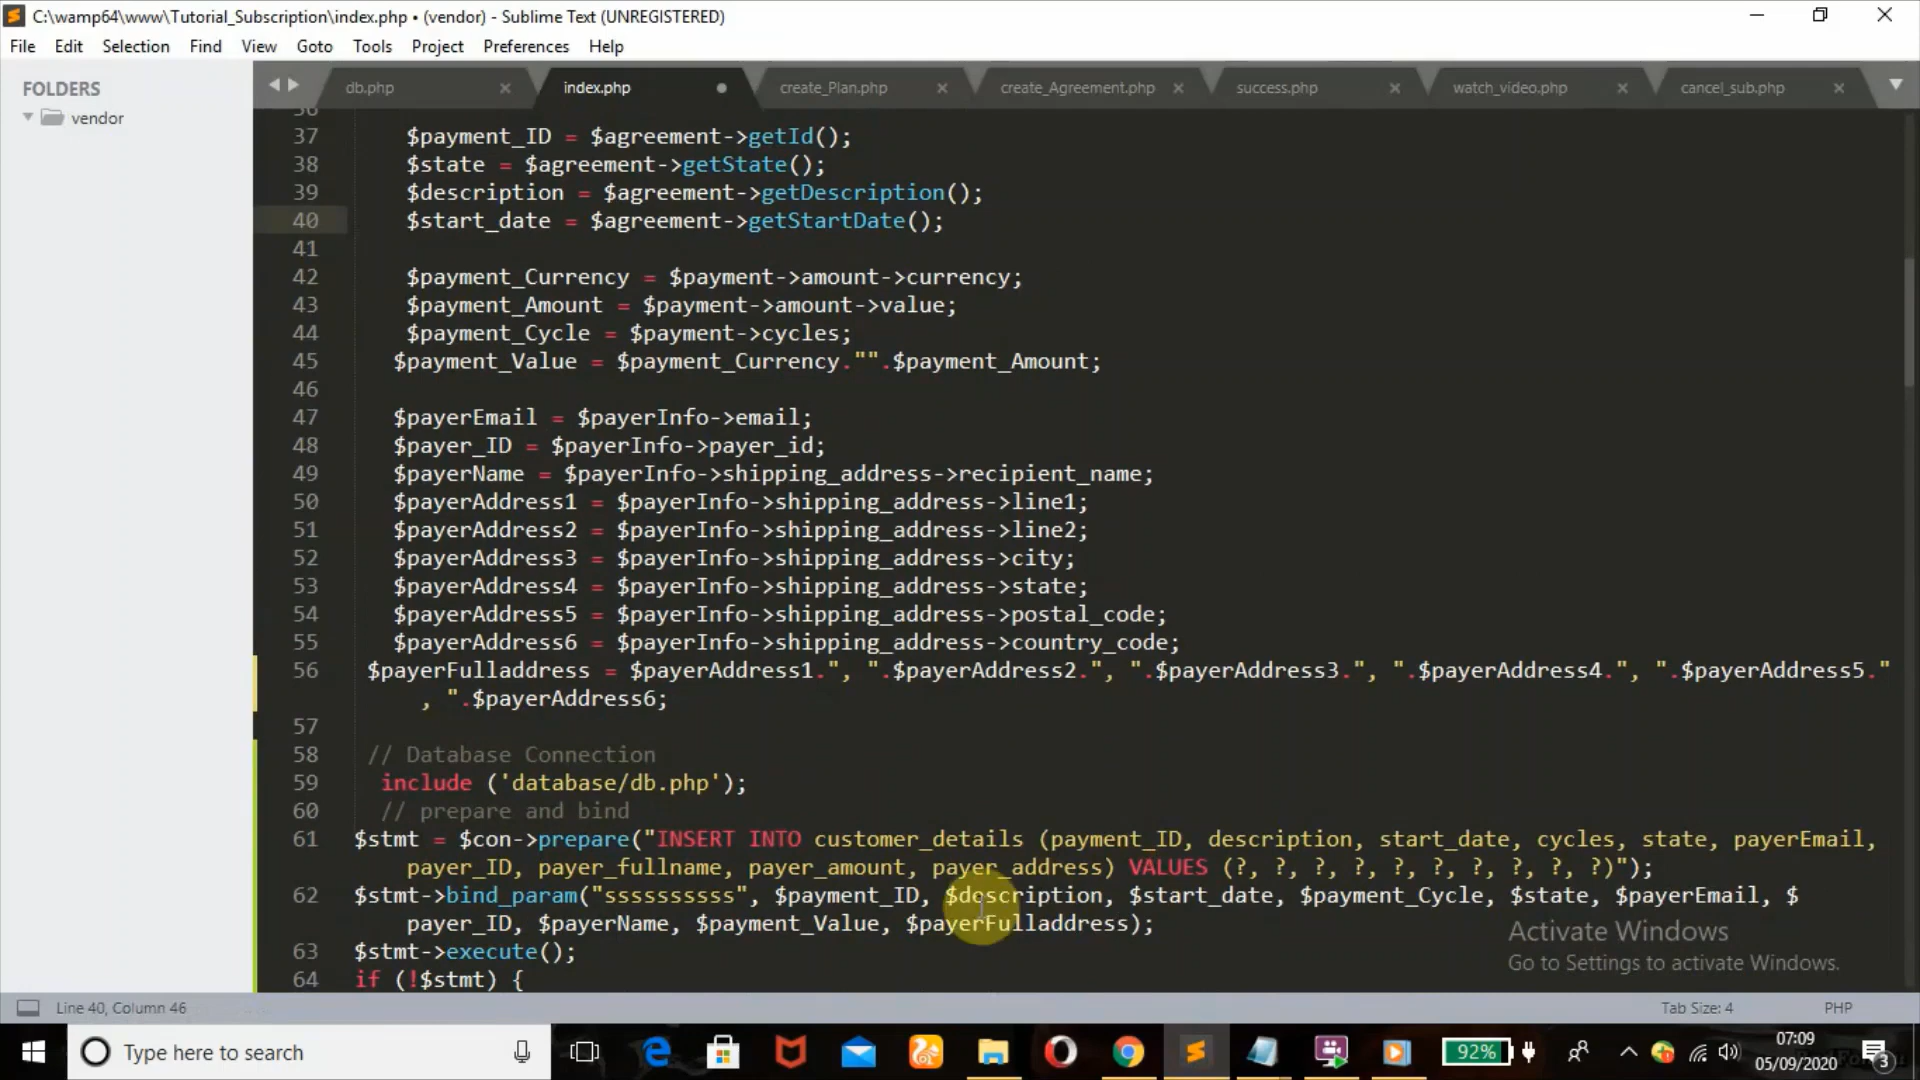 C:\wamp64\www\Tutorial_Subscription\index.php • (vendor) - Sublime Text (UNREGISTERED)
File Edit Selection Find View Goto Tools Project Preferences Help
FOLDERS
vendor
db.php index.php create_Plan.php create_Agreement.php success.php watch_video.php cancel_sub.php
36
37 $payment_ID = $agreement->getId();
38 $state = $agreement->getState();
39 $description = $agreement->getDescription();
40 $start_date = $agreement->getStartDate();
41
42 $payment_Currency = $payment->amount->currency;
43 $payment_Amount = $payment->amount->value;
44 $payment_Cycle = $payment->cycles;
45 $payment_Value = $payment_Currency."".$payment_Amount;
46
47 $payerEmail = $payerInfo->email;
48 $payer_ID = $payerInfo->payer_id;
49 $payerName = $payerInfo->shipping_address->recipient_name;
50 $payerAddress1 = $payerInfo->shipping_address->line1;
51 $payerAddress2 = $payerInfo->shipping_address->line2;
52 $payerAddress3 = $payerInfo->shipping_address->city;
53 $payerAddress4 = $payerInfo->shipping_address->state;
54 $payerAddress5 = $payerInfo->shipping_address->postal_code;
55 $payerAddress6 = $payerInfo->shipping_address->country_code;
56 $payerFulladdress = $payerAddress1.", ".$payerAddress2.", ".$payerAddress3.", ".$payerAddress4.", ".$payerAddress5."
, ".$payerAddress6;
57
58 // Database Connection
59 include ('database/db.php');
60 // prepare and bind
61 $stmt = $con->prepare("INSERT INTO customer_details (payment_ID, description, start_date, cycles, state, payerEmail,
payer_ID, payer_fullname, payer_amount, payer_address) VALUES (?, ?, ?, ?, ?, ?, ?, ?, ?, ?)");
62 $stmt->bind_param("ssssssssss", $payment_ID, $description, $start_date, $payment_Cycle, $state, $payerEmail, $
payer_ID, $payerName, $payment_Value, $payerFulladdress);
63 $stmt->execute();
64 if (!$stmt) {
Activate Windows
Go to Settings to activate Windows.
Line 40, Column 46 Tab Size: 4 PHP
Type here to search
92%
07:09
05/09/2020
3